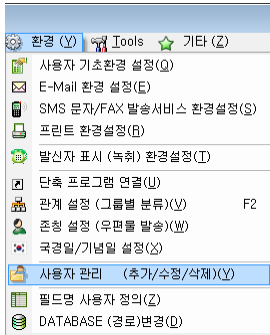 환경 (Y) Tools 기타 (Z)
사용자 기초환경 설정(Q)
E-Mail 환경 설정(E)
SMS 문자/FAX 발송서비스 환경설정(S)
프린트 환경설정(R)
발신자 표시 (녹취) 환경설정(T)
단축 프로그램 연결(U)
관계 설정 (그룹별 분류)(V) F2
존칭 설정 (우편물 발송)(W)
국경일/기념일 설정(X)
사용자 관리 (추가/수정/삭제)(Y)
필드명 사용자 정의(Z)
DATABASE (경로)변경(D)